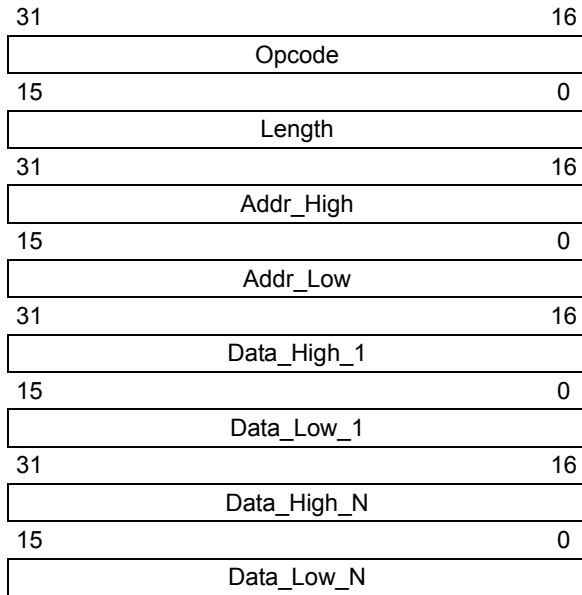 31 16
Opcode
15 0
Length
31 16
Addr_High
15 0
Addr_Low
31 16
Data_High_1
15 0
Data_Low_1
31 16
Data_High_N
15 0
Data_Low_N